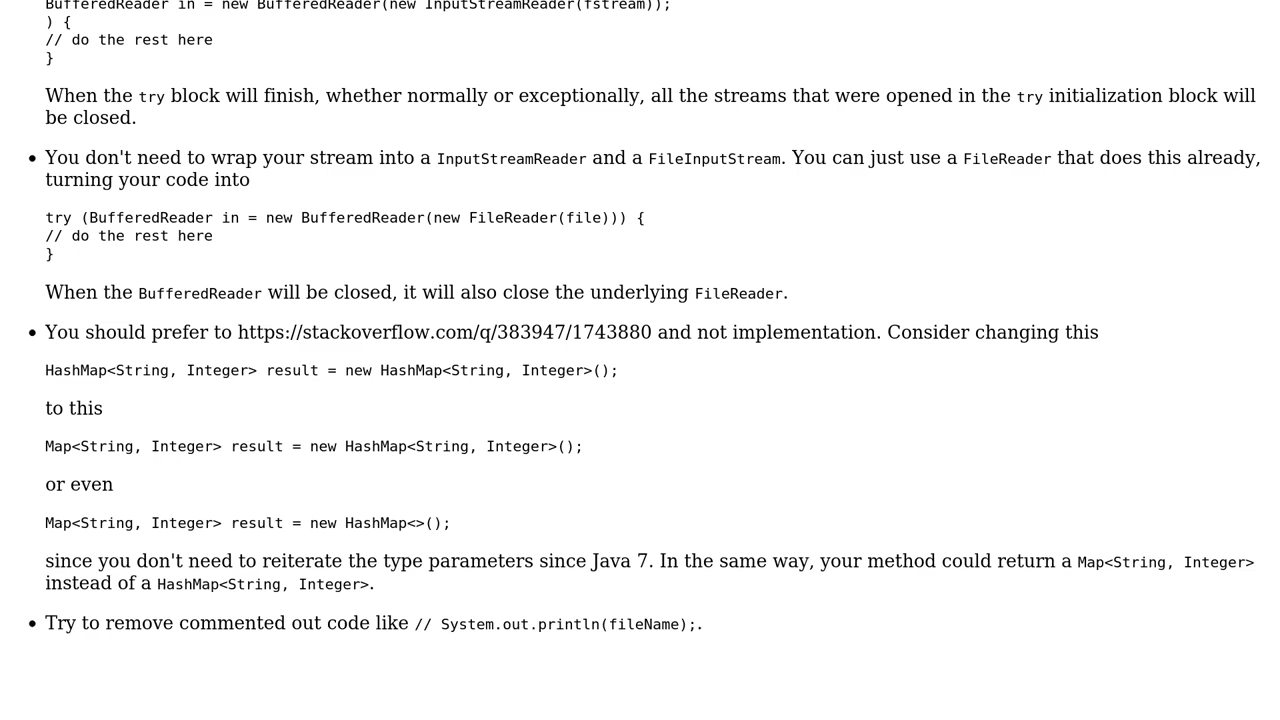 BufferedReader in = new BufferedReader(new InputStreamReader(fstream));
) {
// do the rest here
}
When the try block will finish, whether normally or exceptionally, all the streams that were opened in the try initialization block will
be closed.
• You don't need to wrap your stream into a InputStreamReader and a FileInputStream. You can just use a FileReader that does this already,
turning your code into
try (BufferedReader in = new BufferedReader(new FileReader(file))) {
// do the rest here
}
When the BufferedReader will be closed, it will also close the underlying FileReader.
• You should prefer to https://stackoverflow.com/q/383947/1743880 and not implementation. Consider changing this
HashMap<String, Integer> result = new HashMap<String, Integer>();
to this
Map<String, Integer> result = new HashMap<String, Integer>();
or even
Map<String, Integer> result = new HashMap<>();
since you don't need to reiterate the type parameters since Java 7. In the same way, your method could return a Map<String, Integer>
instead of a HashMap<String, Integer>.
• Try to remove commented out code like // System.out.println(fileName);.